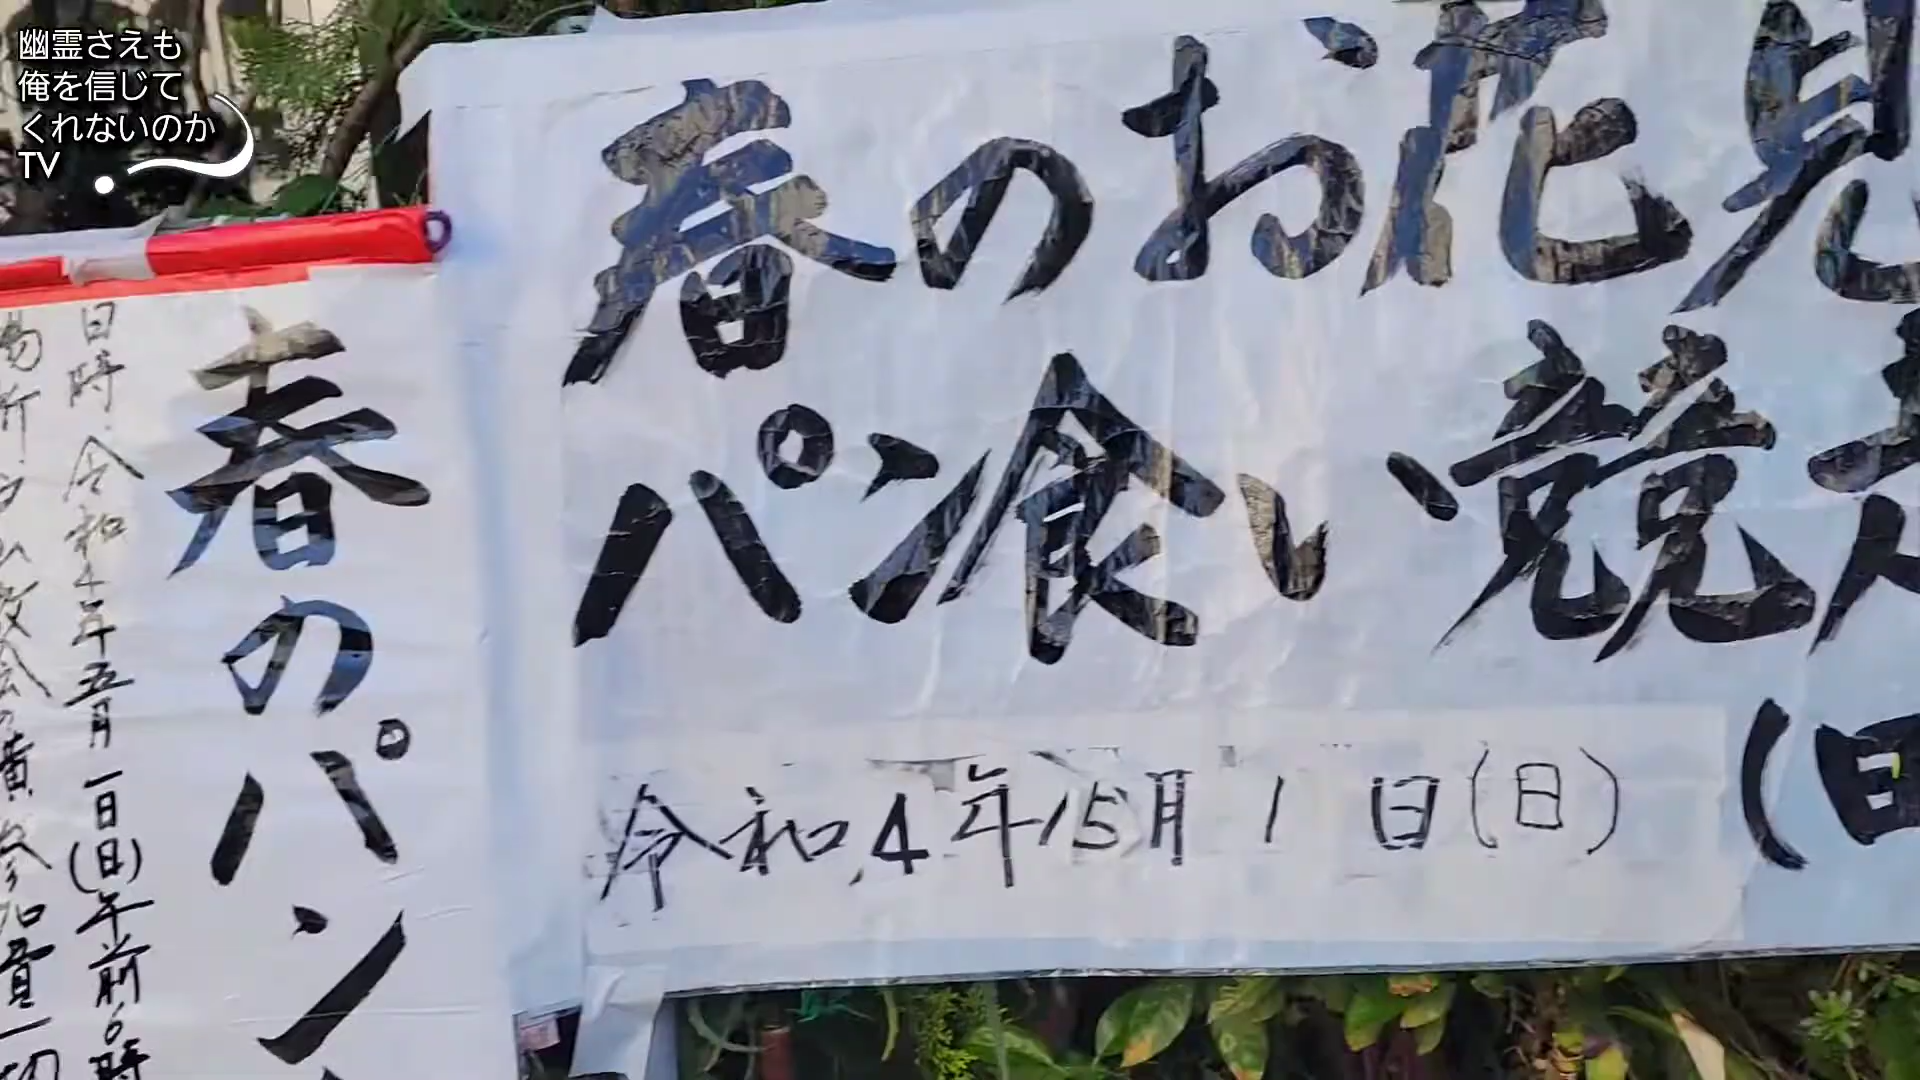 幽霊さえも
俺を信じて
くれないのか
TV
春のお花見
パン食い競走
令和4年5月1日(日)
(日
春のパン
日時 令和4年五月一日(日)午前6時